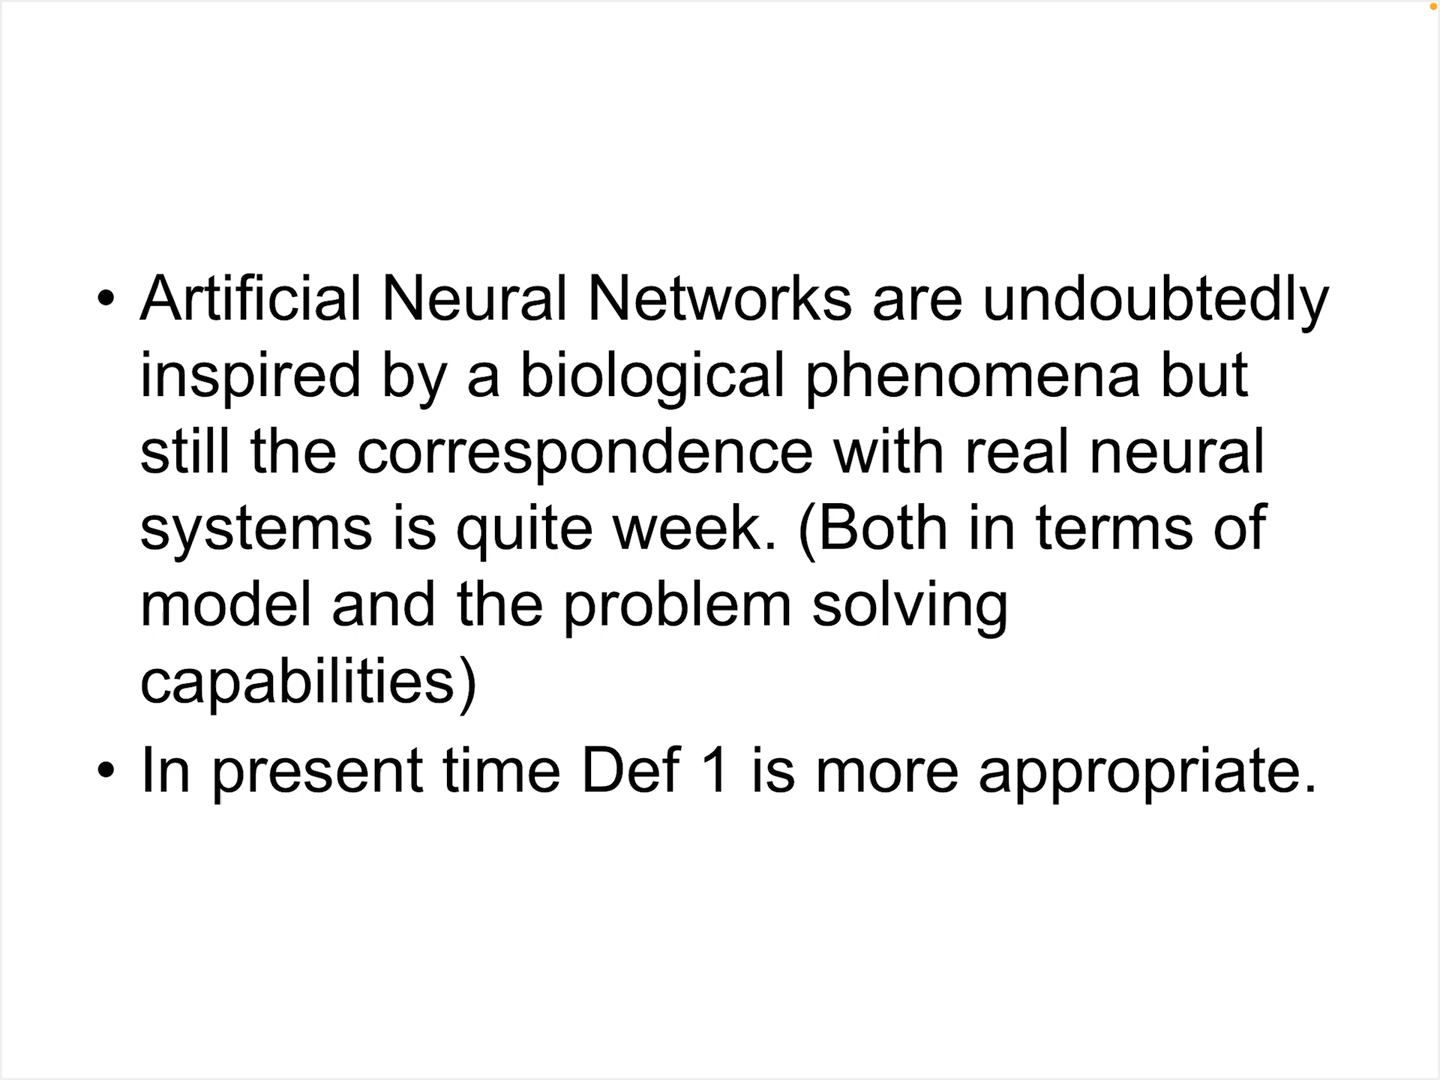 • Artificial Neural Networks are undoubtedly
inspired by a biological phenomena but
still the correspondence with real neural
systems is quite week. (Both in terms of
model and the problem solving
capabilities)
• In present time Def 1 is more appropriate.